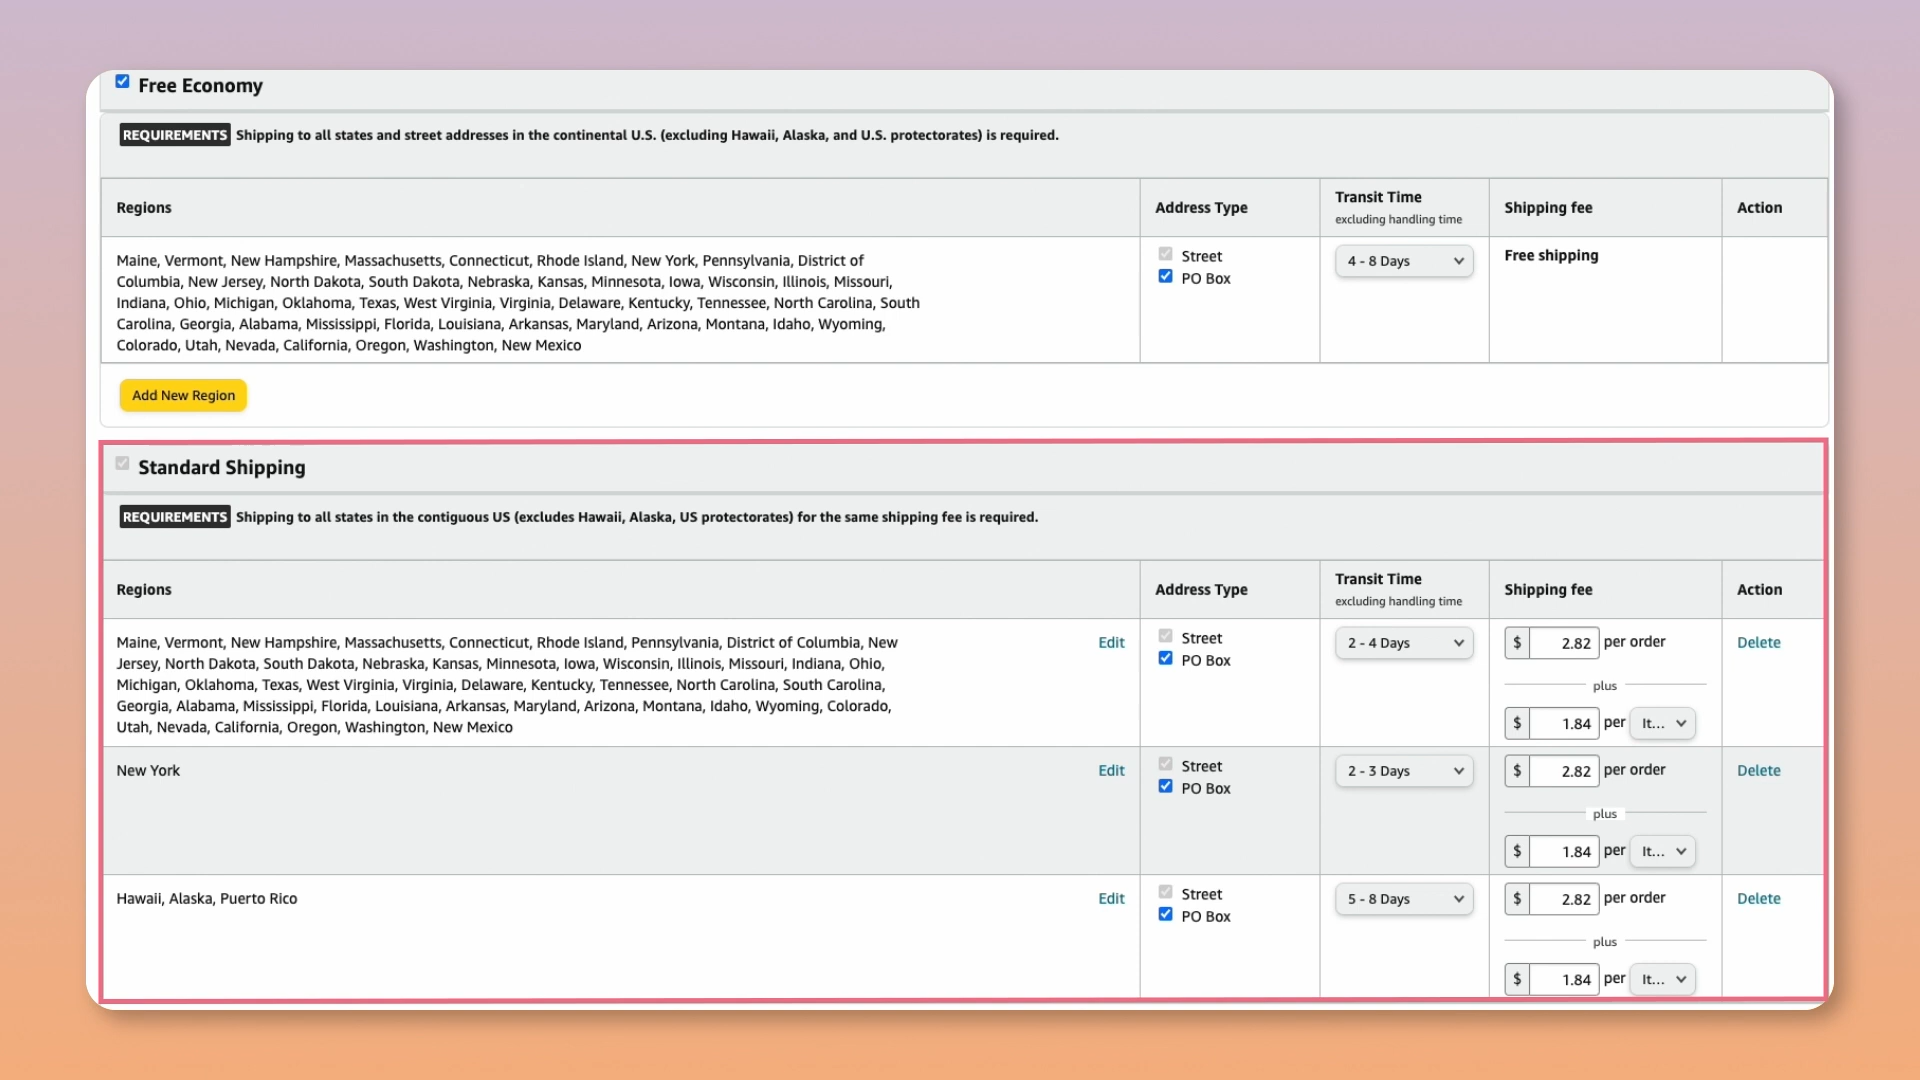 Free Economy
REQUIREMENTS Shipping to all states and street addresses in the continental U.S. (excluding Hawaii, Alaska, and U.S. protectorates) is required.
Regions
Address Type
Transit Time
excluding handling time
Shipping fee
Action
Maine, Vermont, New Hampshire, Massachusetts, Connecticut, Rhode Island, New York, Pennsylvania, District of
Columbia, New Jersey, North Dakota, South Dakota, Nebraska, Kansas, Minnesota, Iowa, Wisconsin, Illinois, Missouri,
Indiana, Ohio, Michigan, Oklahoma, Texas, West Virginia, Virginia, Delaware, Kentucky, Tennessee, North Carolina, South
Carolina, Georgia, Alabama, Mississippi, Florida, Louisiana, Arkansas, Maryland, Arizona, Montana, Idaho, Wyoming,
Colorado, Utah, Nevada, California, Oregon, Washington, New Mexico
Street
PO Box
4 - 8 Days
Free shipping
Add New Region
Standard Shipping
REQUIREMENTS Shipping to all states in the contiguous US (excludes Hawaii, Alaska, US protectorates) for the same shipping fee is required.
Regions
Address Type
Transit Time
excluding handling time
Shipping fee
Action
Maine, Vermont, New Hampshire, Massachusetts, Connecticut, Rhode Island, Pennsylvania, District of Columbia, New
Jersey, North Dakota, South Dakota, Nebraska, Kansas, Minnesota, Iowa, Wisconsin, Illinois, Missouri, Indiana, Ohio,
Michigan, Oklahoma, Texas, West Virginia, Virginia, Delaware, Kentucky, Tennessee, North Carolina, South Carolina,
Georgia, Alabama, Mississippi, Florida, Louisiana, Arkansas, Maryland, Arizona, Montana, Idaho, Wyoming, Colorado,
Utah, Nevada, California, Oregon, Washington, New Mexico
Edit
Street
PO Box
2 - 4 Days
$ 2.82 per order
plus
$ 1.84 per It...
Delete
New York
Edit
Street
PO Box
2 - 3 Days
$ 2.82 per order
plus
$ 1.84 per It...
Delete
Hawaii, Alaska, Puerto Rico
Edit
Street
PO Box
5 - 8 Days
$ 2.82 per order
plus
$ 1.84 per It...
Delete